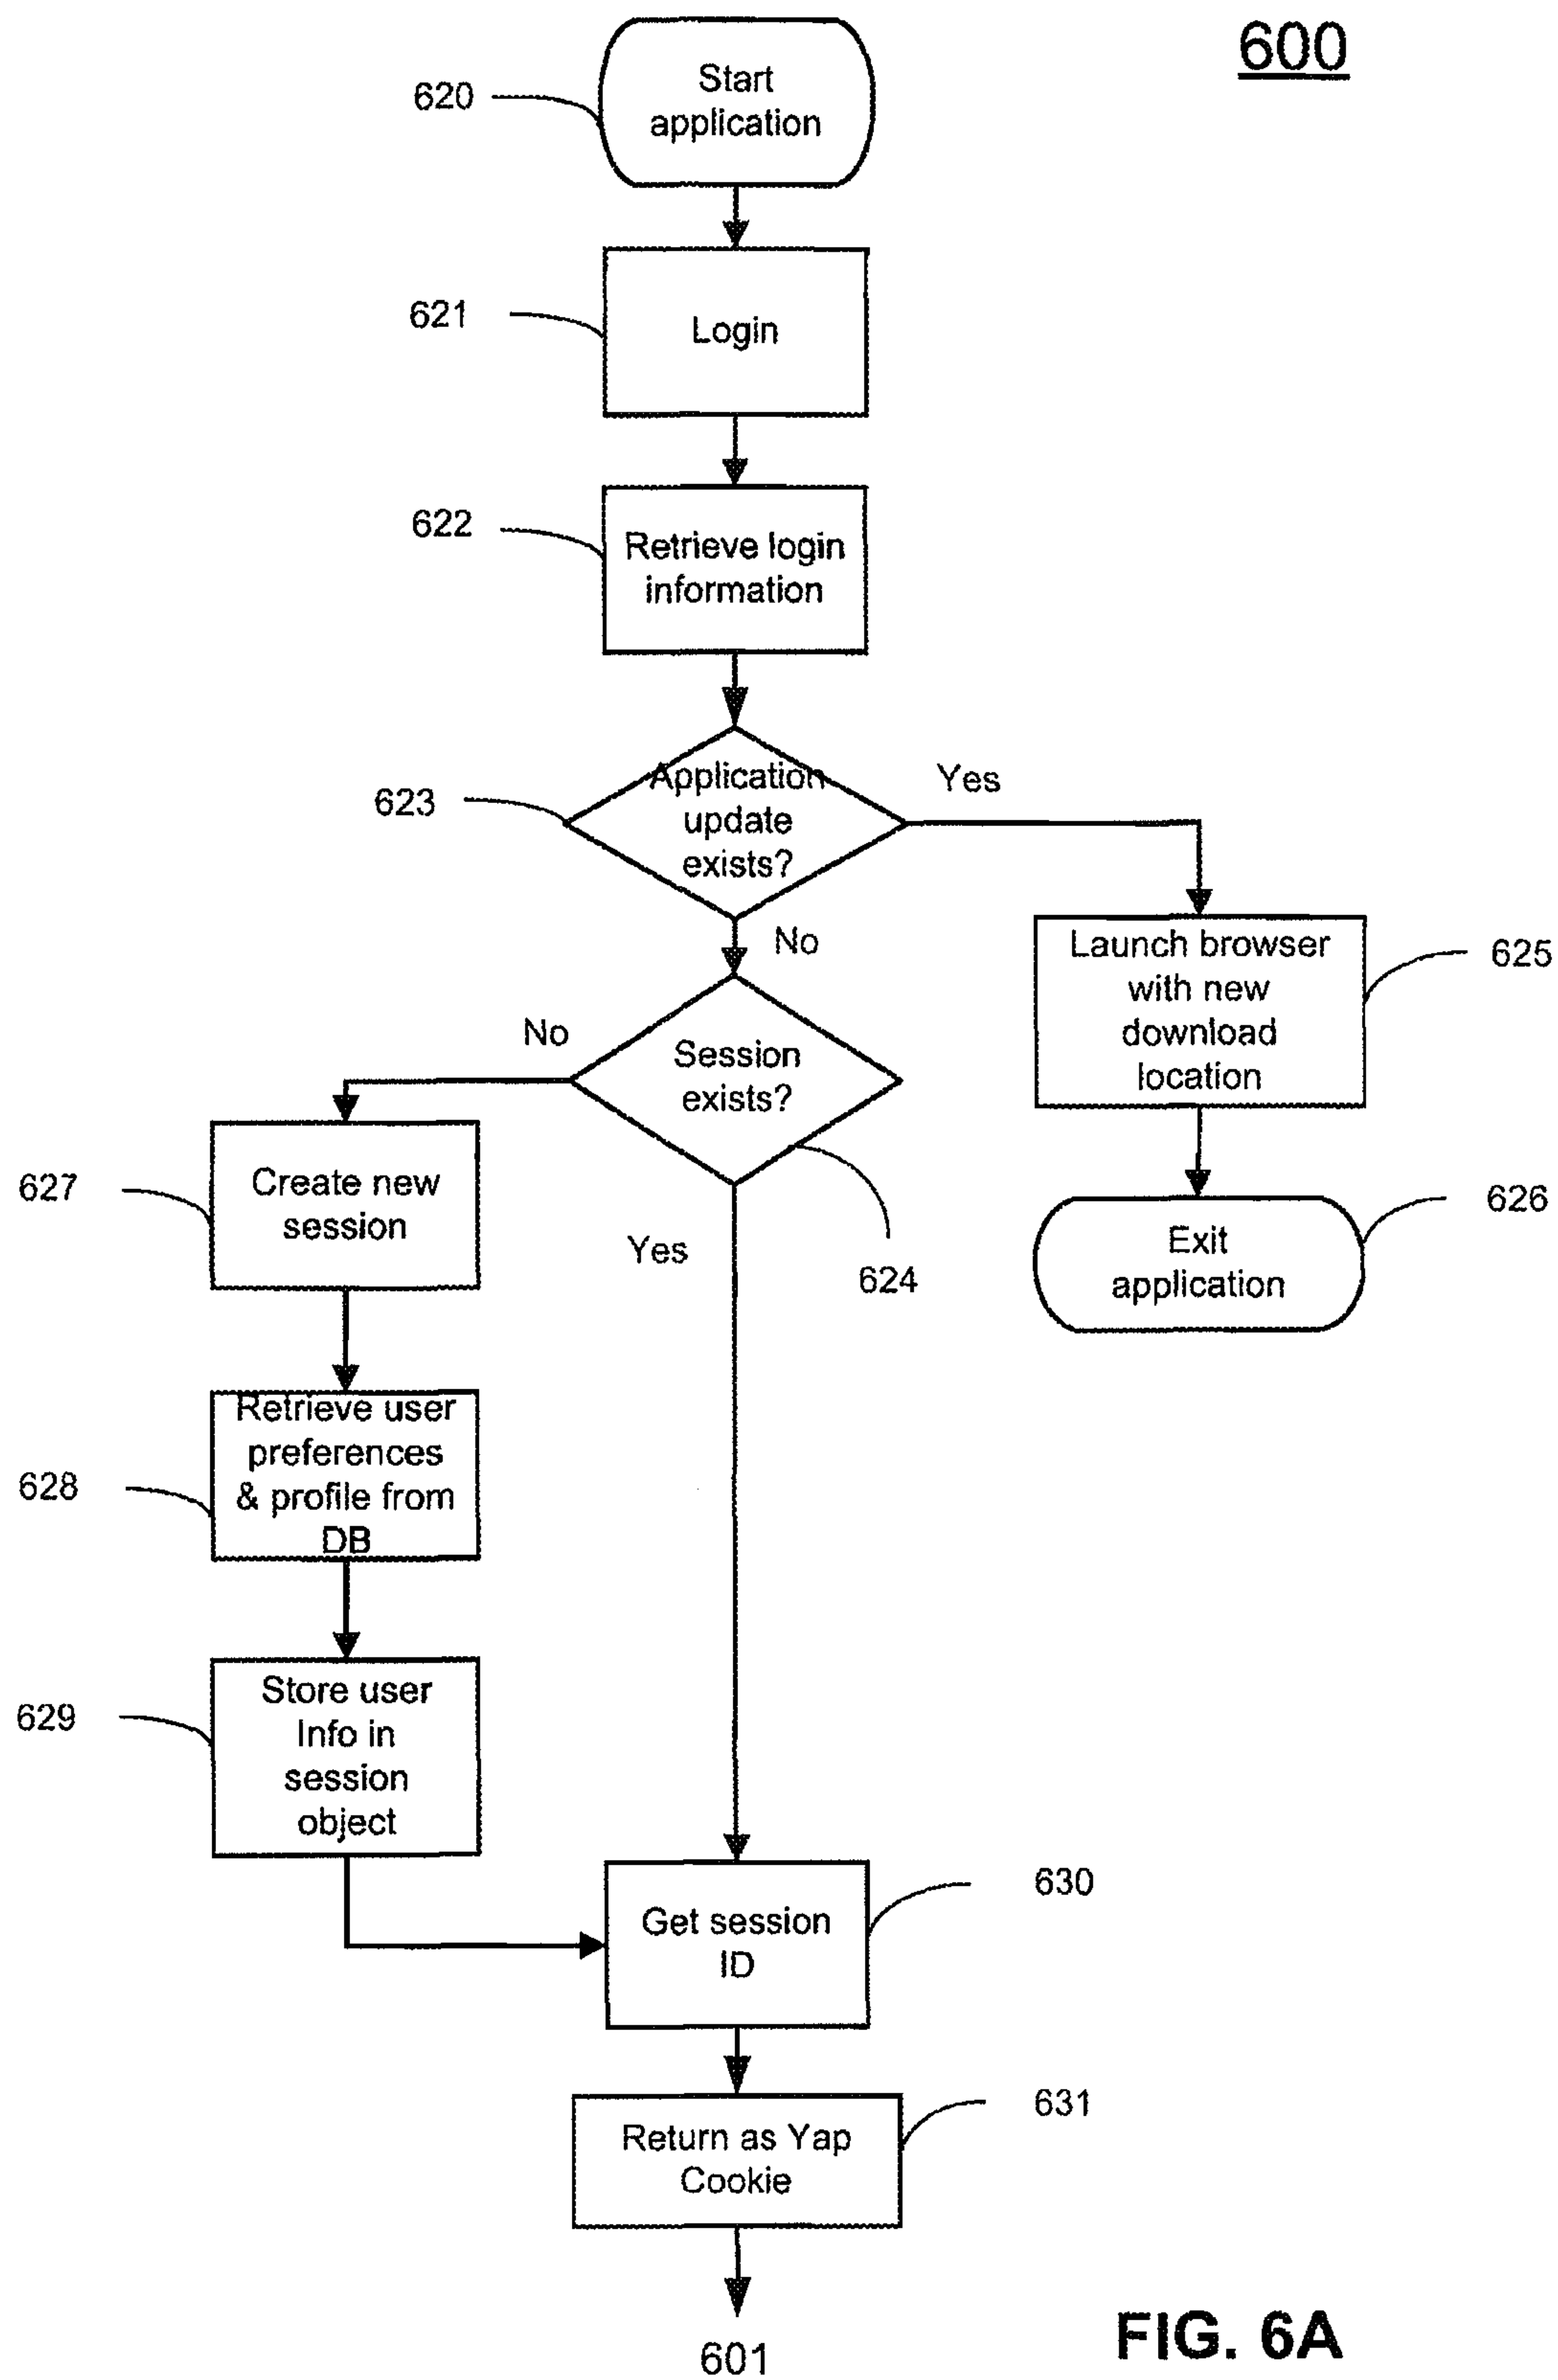 600
620
Start
application
621
Login
622
Retrieve login
information
623
Application
update
exists?
Yes
No
Launch browser
with new
download
location
625
No
Session
exists?
624
Yes
Exit
application
626
627
Create new
session
628
Retrieve user
preferences
& profile from
DB
629
Store user
Info in
session
object
630
Get session
ID
631
Return as Yap
Cookie
601
FIG. 6A